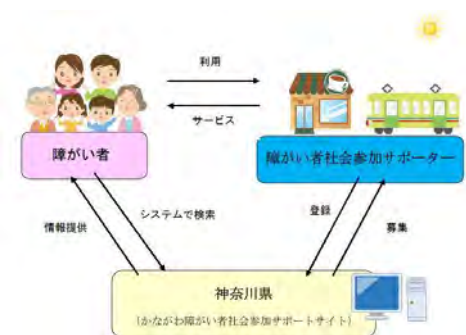 利用
サービス
障がい者
障がい者社会参加サポーター
情報提供
システムで検索
登録
募集
神奈川県
(かながわ障がい者社会参加サポートサイト)